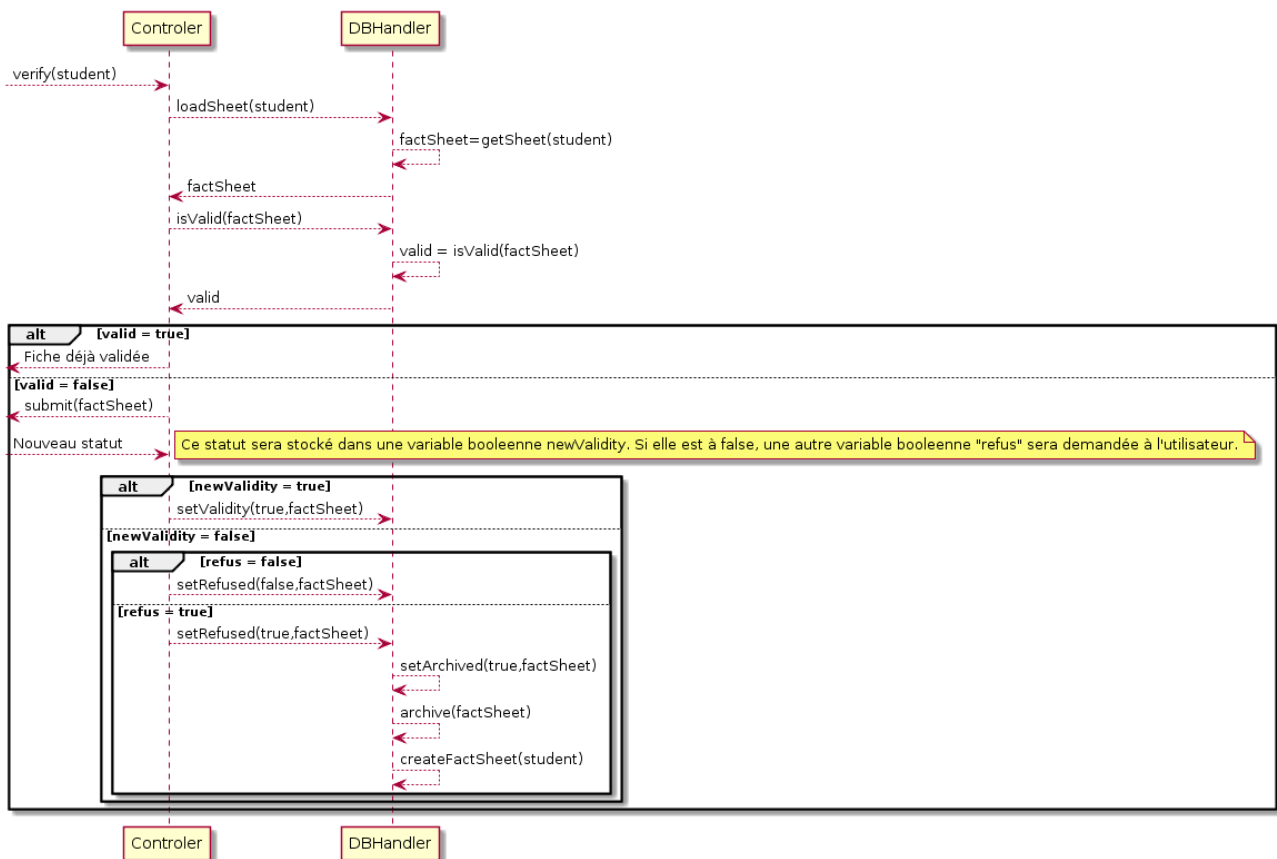 Controler
DBHandler
verify(student)
loadSheet(student)
factSheet=getSheet(student)
factSheet
isValid(factSheet)
valid = isValid(factSheet)
valid
alt [valid = true]
Fiche déjà validée
[valid = false]
submit(factSheet)
Nouveau statut
Ce statut sera stocké dans une variable booleenne newValidity. Si elle est à false, une autre variable booleenne "refus" sera demandée à l'utilisateur.
alt [newValidity = true]
setValidity(true,factSheet)
[newValidity = false]
alt [refus = false]
setRefused(false,factSheet)
[refus = true]
setRefused(true,factSheet)
setArchived(true,factSheet)
archive(factSheet)
createFactSheet(student)
Controler
DBHandler